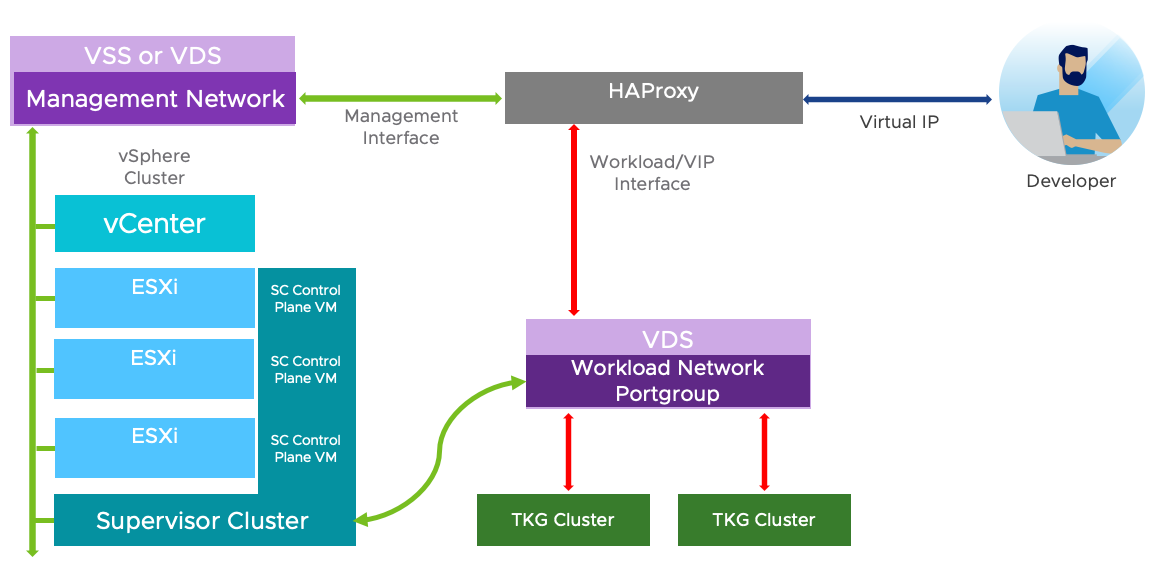 VSS or VDS
Management Network
HAProxy
Management
Interface
Virtual IP
Developer
vSphere
Cluster
Workload/VIP
Interface
vCenter
ESXi
SC Control
Plane VM
ESXi
SC Control
Plane VM
ESXi
SC Control
Plane VM
Supervisor Cluster
VDS
Workload Network
Portgroup
TKG Cluster
TKG Cluster